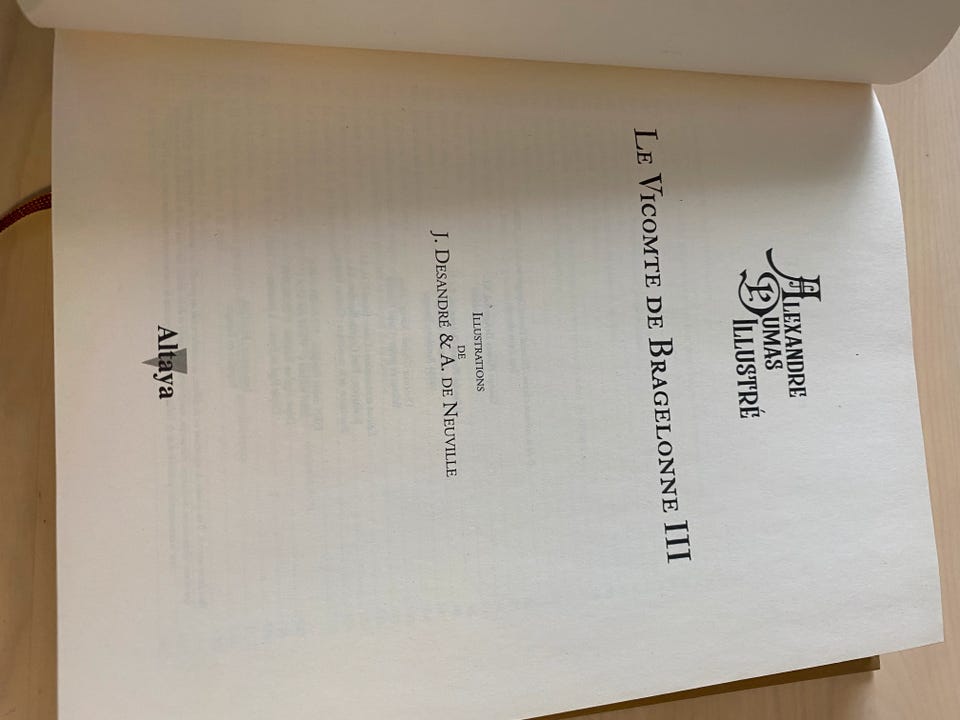 ALEXANDRE
DUMAS
ILLUSTRÉ
LE VICOMTE DE BRAGELONNE III
ILLUSTRATIONS
DE
J. DESANDRÉ & A. DE NEUVILLE
Altaya